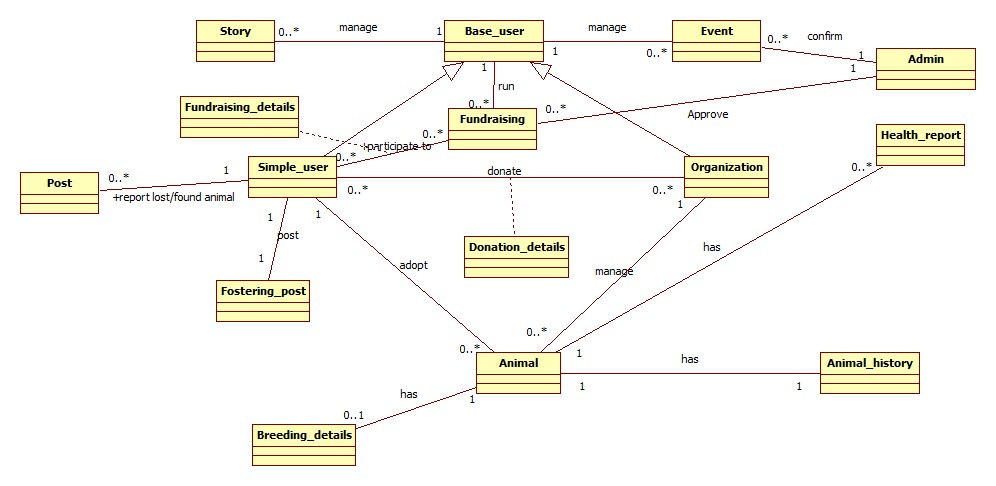 Story
0..*
manage
1
Base_user
1
manage
0..*
Event
0..*
confirm
1
Admin
1
1
run
0..*
Fundraising
0..*
Approve
Fundraising_details
0..*
+participate to
0..*
Health_report
0..*
Simple_user
donate
0..*
0..*
Organization
Post
0..*
1
+report lost/found animal
1
post
1
Fostering_post
1
adopt
0..*
Donation_details
1
manage
0..*
has
1
Animal
has
1
1
Animal_history
has
1
0..1
Breeding_details